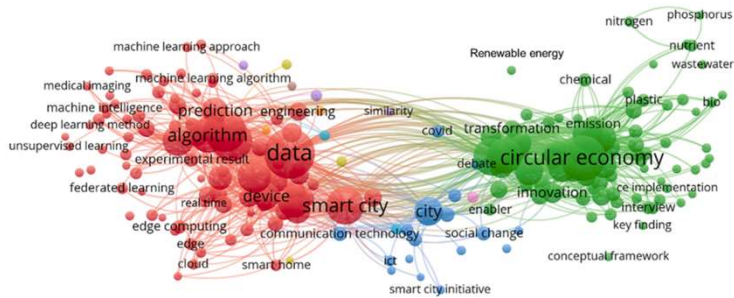 nitrogen
phosphorus
machine learning approach
nutrient
Renewable energy
wastewater
medical imaging
machine learning algorithm
chemical
machine intelligence
prediction
engineering
similarity
plastic
bio
deep learning method
algorithm
covid
transformation
emission
unsupervised learning
experimental result
data
debate
circular economy
federated learning
device
innovation
ce implementation
real time
smart city
city
enabler
interview
edge computing
key finding
edge
communication technology
social change
cloud
smart home
ict
conceptual framework
smart city initiative